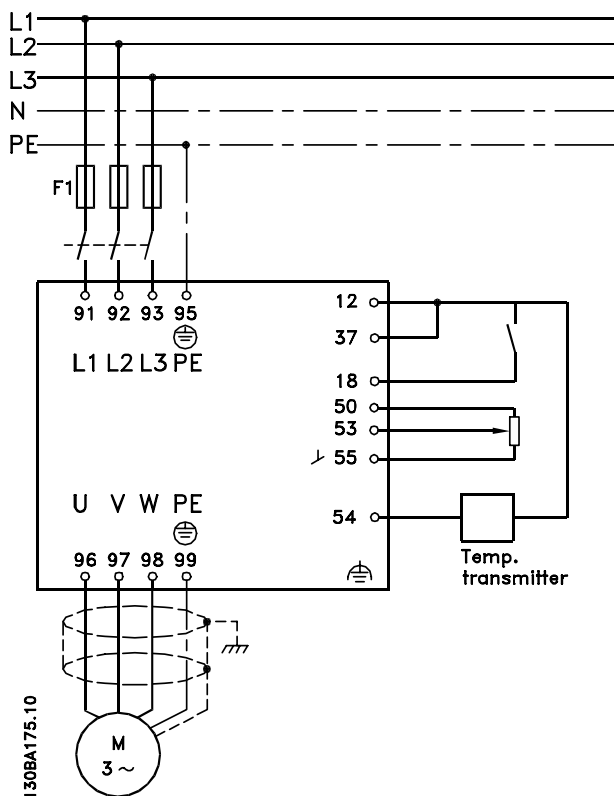 L1
L2
L3
N
PE
F1
91 92 93 95
L1 L2 L3 PE
12
37
18
50
53
55
54
U V W PE
96 97 98 99
Temp.
transmitter
M
3 ~
130BA175.10